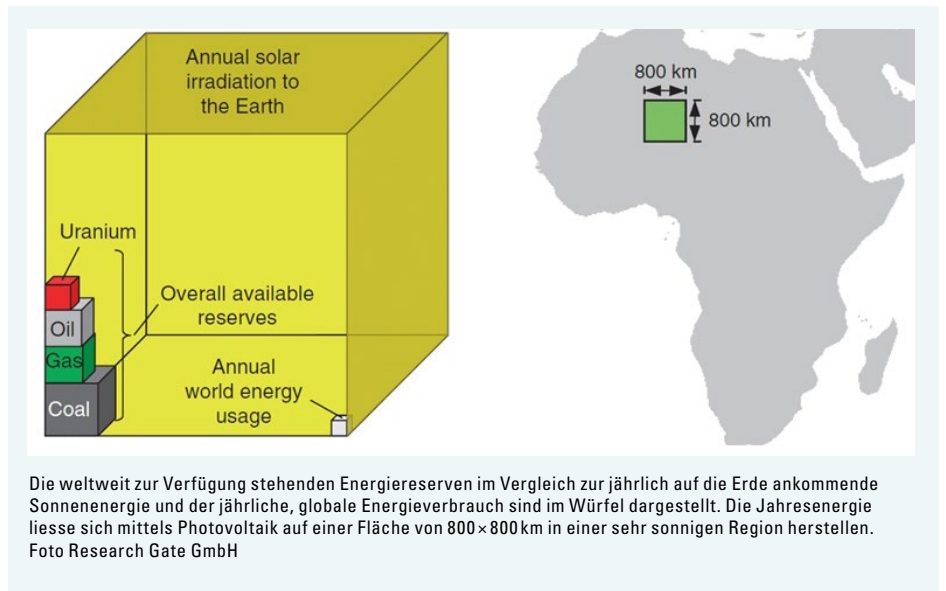 Annual solar
irradiation to
the Earth
Uranium
Oil
Gas
Coal
Overall available
reserves
Annual
world energy
usage
800 km
800 km
Die weltweit zur Verfügung stehenden Energiereserven im Vergleich zur jährlich auf die Erde ankommende
Sonnenenergie und der jährliche, globale Energieverbrauch sind im Würfel dargestellt. Die Jahresenergie
liesse sich mittels Photovoltaik auf einer Fläche von 800×800 km in einer sehr sonnigen Region herstellen.
Foto Research Gate GmbH